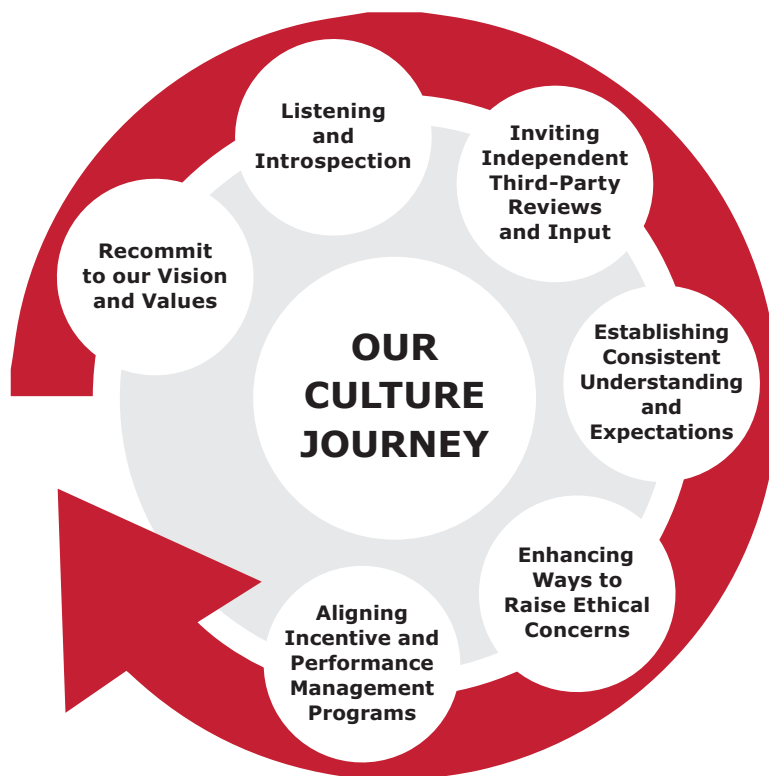 Listening
and
Introspection
Inviting
Independent
Third-Party
Reviews
and Input
Recommit
to our Vision
and Values
OUR
CULTURE
JOURNEY
Establishing
Consistent
Understanding
and
Expectations
Enhancing
Ways to
Raise Ethical
Concerns
Aligning
Incentive and
Performance
Management
Programs